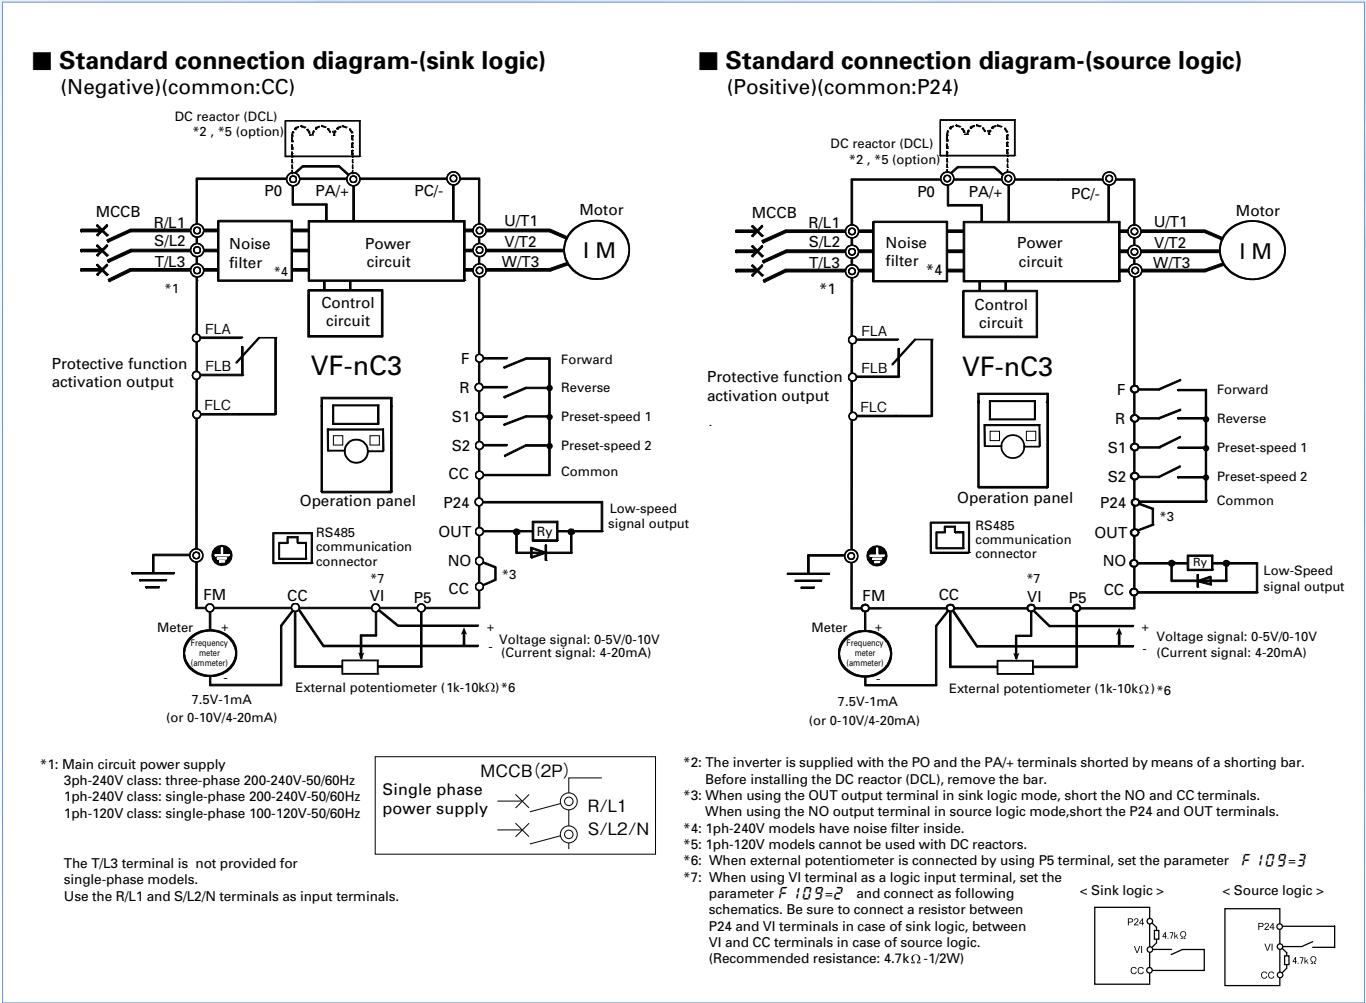 ■ Standard connection diagram-(sink logic)
(Negative)(common:CC)
DC reactor (DCL)
*2 , *5 (option)
P0
PA/+
PC/-
MCCB
R/L1
S/L2
T/L3
*1
Noise
filter
*4
Power
circuit
Control
circuit
U/T1
V/T2
W/T3
Motor
I M
FLA
FLB
FLC
Protective function
activation output
VF-nC3
Operation panel
F
R
S1
S2
CC
P24
OUT
NO
CC
Forward
Reverse
Preset-speed 1
Preset-speed 2
Common
Low-speed
signal output
Ry
*3
RS485
communication
connector
*7
FM
CC
VI
P5
Meter
+
Frequency
meter
(ammeter)
-
7.5V-1mA
(or 0-10V/4-20mA)
+
-
Voltage signal: 0-5V/0-10V
(Current signal: 4-20mA)
External potentiometer (1k-10kΩ)*6
■ Standard connection diagram-(source logic)
(Positive)(common:P24)
DC reactor (DCL)
*2 , *5 (option)
P0
PA/+
PC/-
MCCB
R/L1
S/L2
T/L3
*1
Noise
filter
*4
Power
circuit
Control
circuit
U/T1
V/T2
W/T3
Motor
I M
FLA
FLB
FLC
Protective function
activation output
VF-nC3
Operation panel
F
R
S1
S2
P24
OUT
NO
CC
Forward
Reverse
Preset-speed 1
Preset-speed 2
Common
*3
Ry
Low-Speed
signal output
RS485
communication
connector
*7
FM
CC
VI
P5
Meter
+
Frequency
meter
(ammeter)
-
7.5V-1mA
(or 0-10V/4-20mA)
+
-
Voltage signal: 0-5V/0-10V
(Current signal: 4-20mA)
External potentiometer (1k-10kΩ)*6
*1: Main circuit power supply
3ph-240V class: three-phase 200-240V-50/60Hz
1ph-240V class: single-phase 200-240V-50/60Hz
1ph-120V class: single-phase 100-120V-50/60Hz
The T/L3 terminal is not provided for
single-phase models.
Use the R/L1 and S/L2/N terminals as input terminals.
MCCB(2P)
Single phase
power supply
R/L1
S/L2/N
*2: The inverter is supplied with the PO and the PA/+ terminals shorted by means of a shorting bar.
Before installing the DC reactor (DCL), remove the bar.
*3: When using the OUT output terminal in sink logic mode, short the NO and CC terminals.
When using the NO output terminal in source logic mode,short the P24 and OUT terminals.
*4: 1ph-240V models have noise filter inside.
*5: 1ph-120V models cannot be used with DC reactors.
*6: When external potentiometer is connected by using P5 terminal, set the parameter F109=3
*7: When using VI terminal as a logic input terminal, set the
parameter F109=2 and connect as following
schematics. Be sure to connect a resistor between
P24 and VI terminals in case of sink logic, between
VI and CC terminals in case of source logic.
(Recommended resistance: 4.7kΩ-1/2W)
< Sink logic >
P24
4.7kΩ
VI
CC
< Source logic >
P24
VI
4.7kΩ
CC